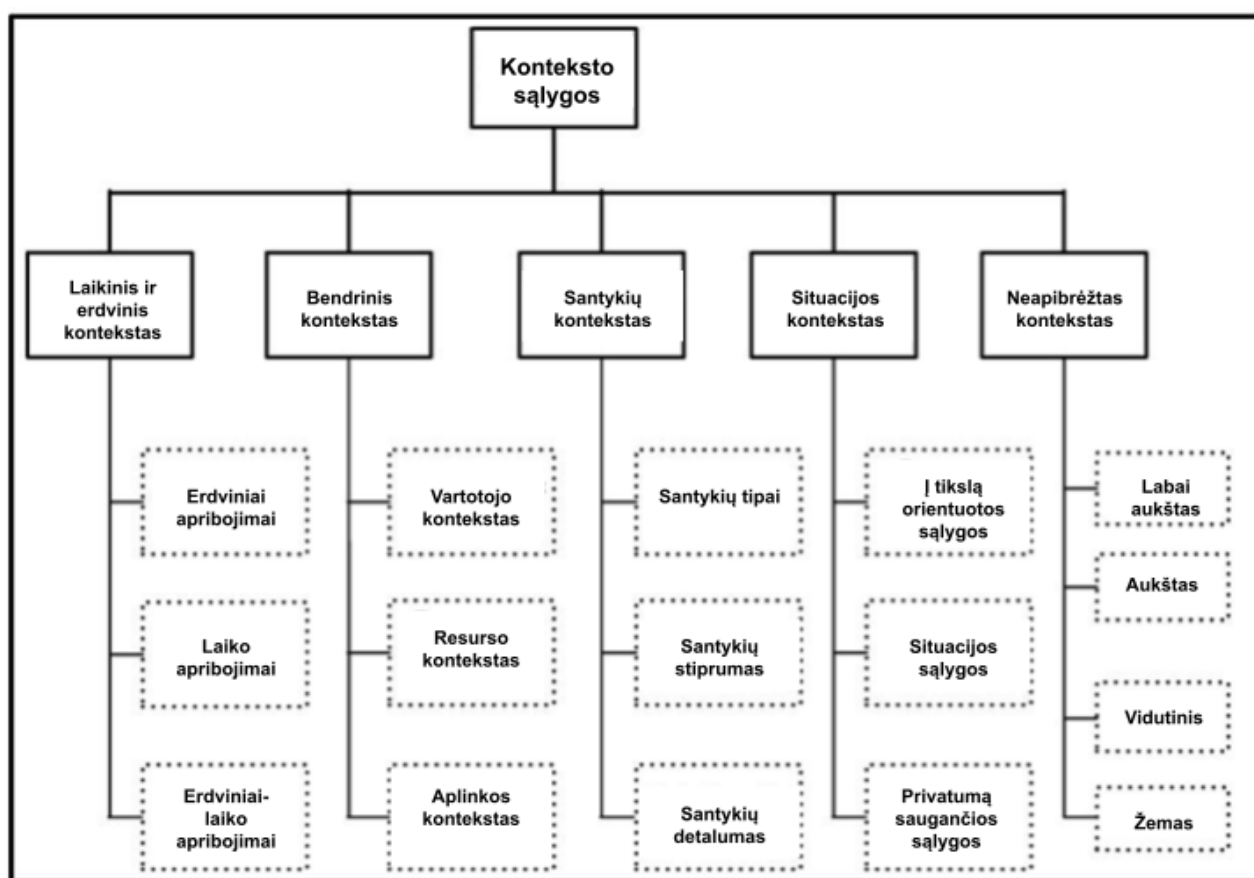 Konteksto
sąlygos
Laikinis ir
erdvinis
kontekstas
Bendrinis
kontekstas
Santykių
kontekstas
Situacijos
kontekstas
Neapibrėžtas
kontekstas
Erdviniai
apribojimai
Vartotojo
kontekstas
Santykių tipai
Į tikslą
orientuotos
sąlygos
Labai
aukštas
Aukštas
Laiko
apribojimai
Resurso
kontekstas
Santykių
stiprumas
Situacijos
sąlygos
Vidutinis
Erdviniai-
laiko
apribojimai
Aplinkos
kontekstas
Santykių
detalumas
Privatumą
saugančios
sąlygos
Žemas